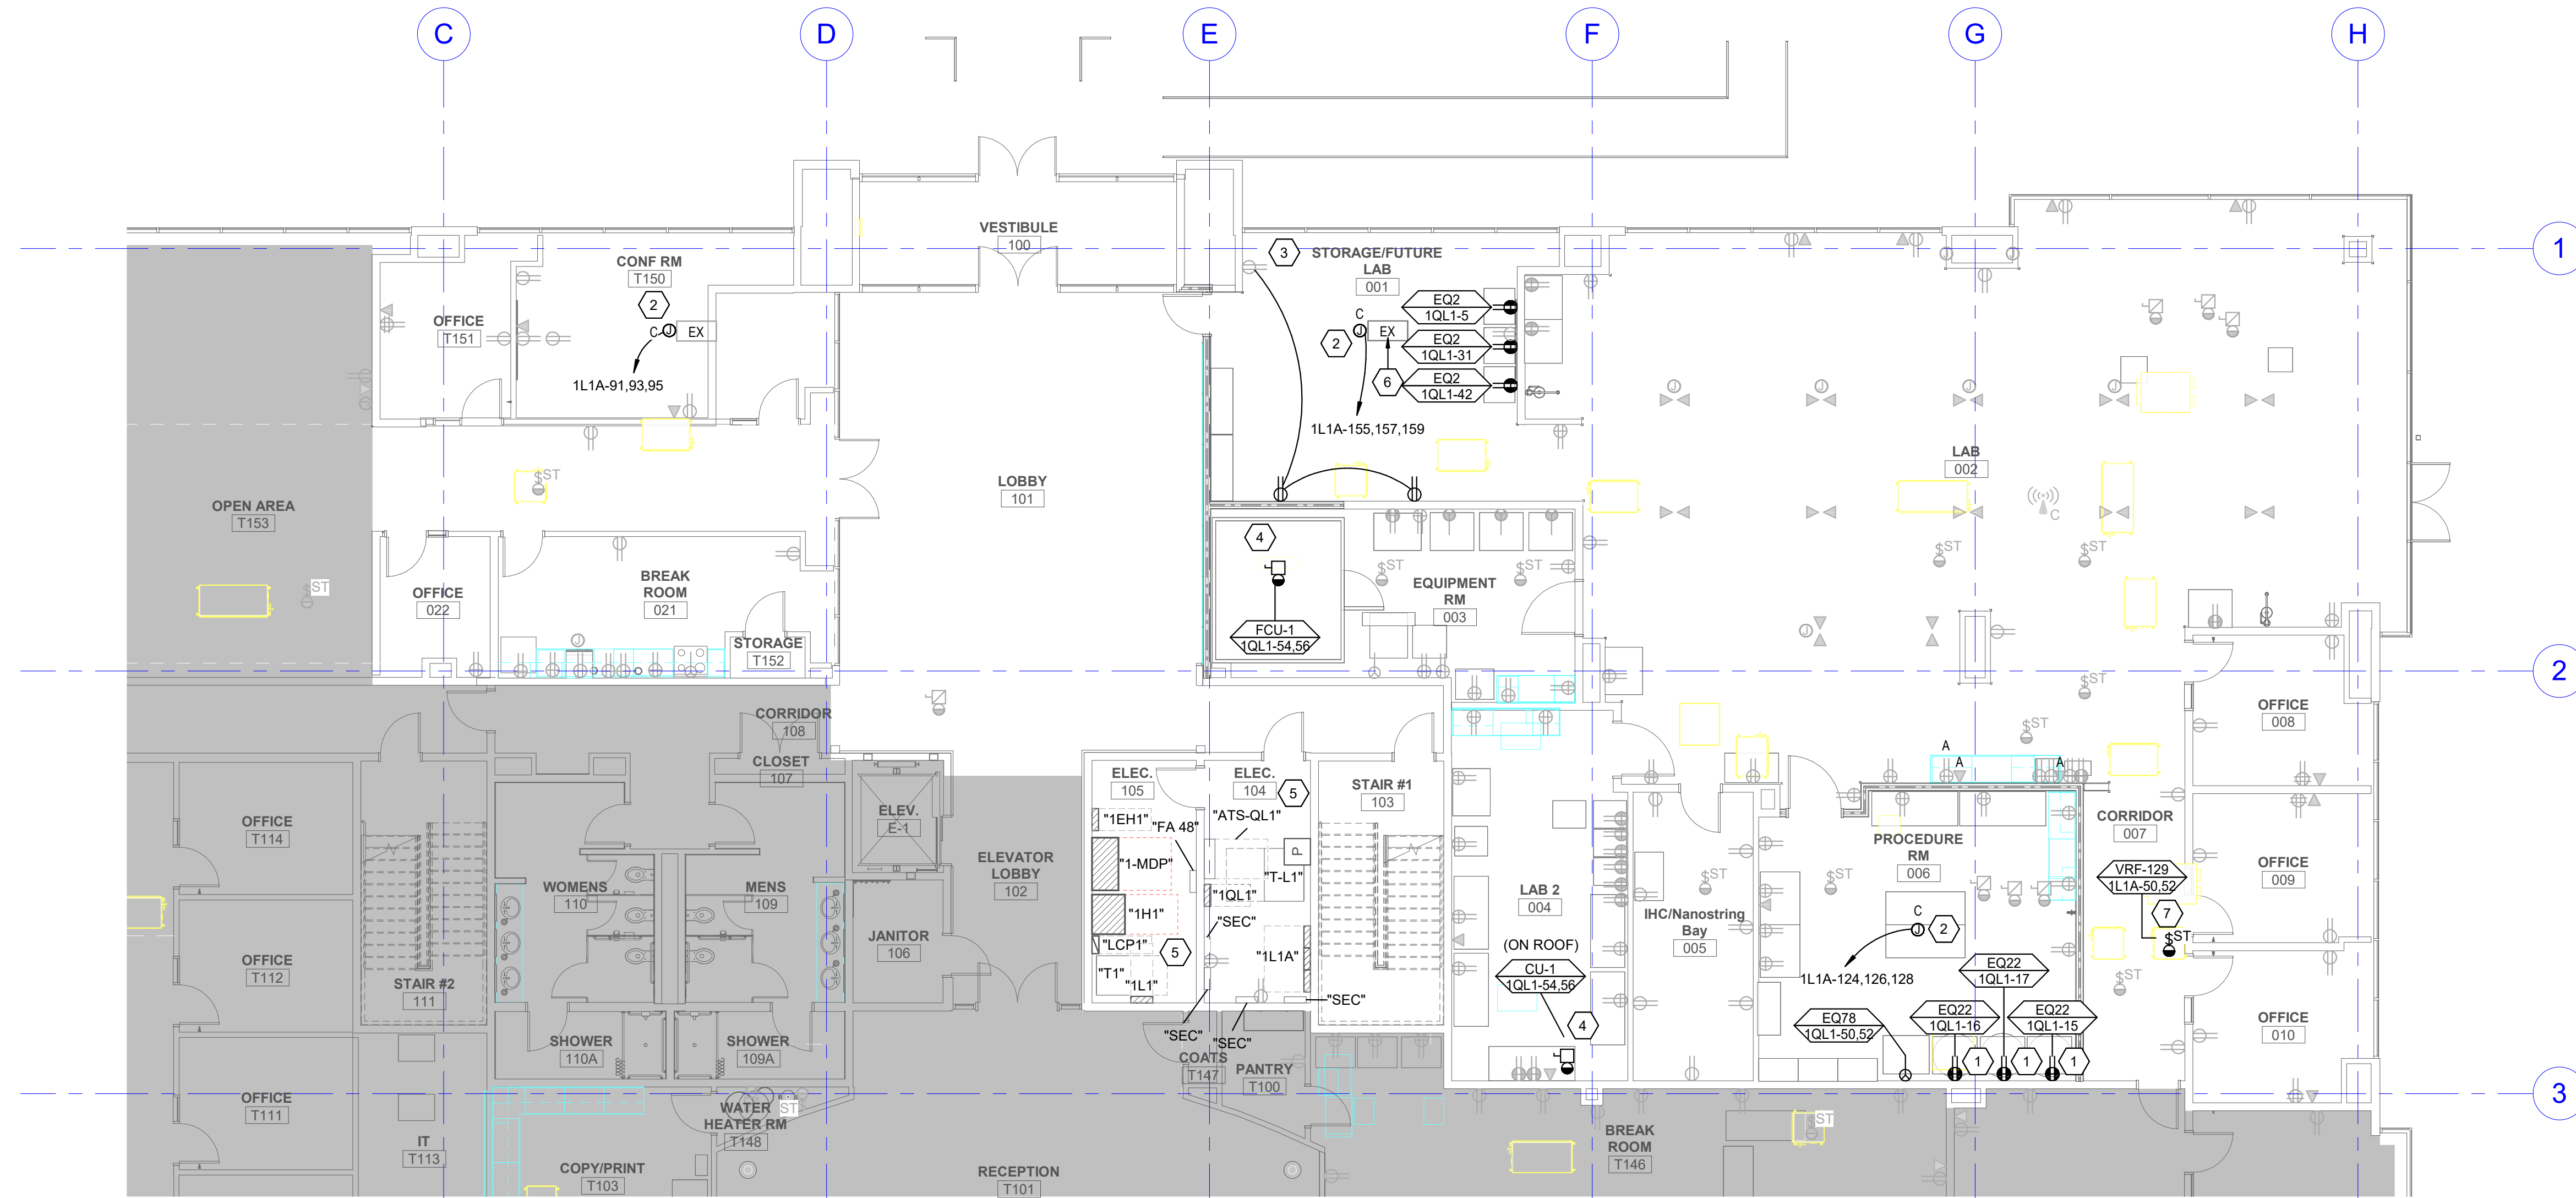 C
D
E
F
G
H
1
2
3
VESTIBULE
100
CONF RM
T150
2
C
J
EX
1L1A-91,93,95
OFFICE
T151
3
STORAGE/FUTURE
LAB
001
C
J
EX
2
6
1L1A-155,157,159
EQ2
1QL1-5
EQ2
1QL1-31
EQ2
1QL1-42
J
J
J
J
J
J
LAB
002
C
J
OPEN AREA
T153
$ST
LOBBY
101
$ST
OFFICE
022
BREAK
ROOM
021
J
STORAGE
T152
4
FCU-1
1QL1-54,56
$ST
$ST
EQUIPMENT
RM
003
$ST
$ST
$ST
$ST
OFFICE
008
CORRIDOR
108
CLOSET
107
ELEV.
E-1
ELEC.
105
ELEC.
104
5
STAIR #1
103
"1EH1"
"FA 48"
"ATS-QL1"
"1-MDP"
P
"T-L1"
"1QL1"
"1H1"
"SEC"
"LCP1"
5
"1L1A"
"T1"
"1L1"
"SEC"
"SEC"
"SEC"
ELEVATOR
LOBBY
102
OFFICE
T114
WOMENS
110
MENS
109
JANITOR
106
OFFICE
T112
STAIR #2
111
SHOWER
110A
SHOWER
109A
OFFICE
T111
IT
T113
COPY/PRINT
T103
WATER
HEATER RM
T148
ST
RECEPTION
T101
COATS
T147
PANTRY
T100
LAB 2
004
(ON ROOF)
CU-1
1QL1-54,56
4
IHC/Nanostring
Bay
005
$ST
A
A
A
PROCEDURE
RM
006
$ST
C
J
2
1L1A-124,126,128
EQ22
1QL1-17
EQ78
1QL1-50,52
EQ22
1QL1-16
EQ22
1QL1-15
1
1
1
CORRIDOR
007
VRF-129
1L1A-50,52
7
$ST
$ST
OFFICE
009
OFFICE
010
BREAK
ROOM
T146
$ST